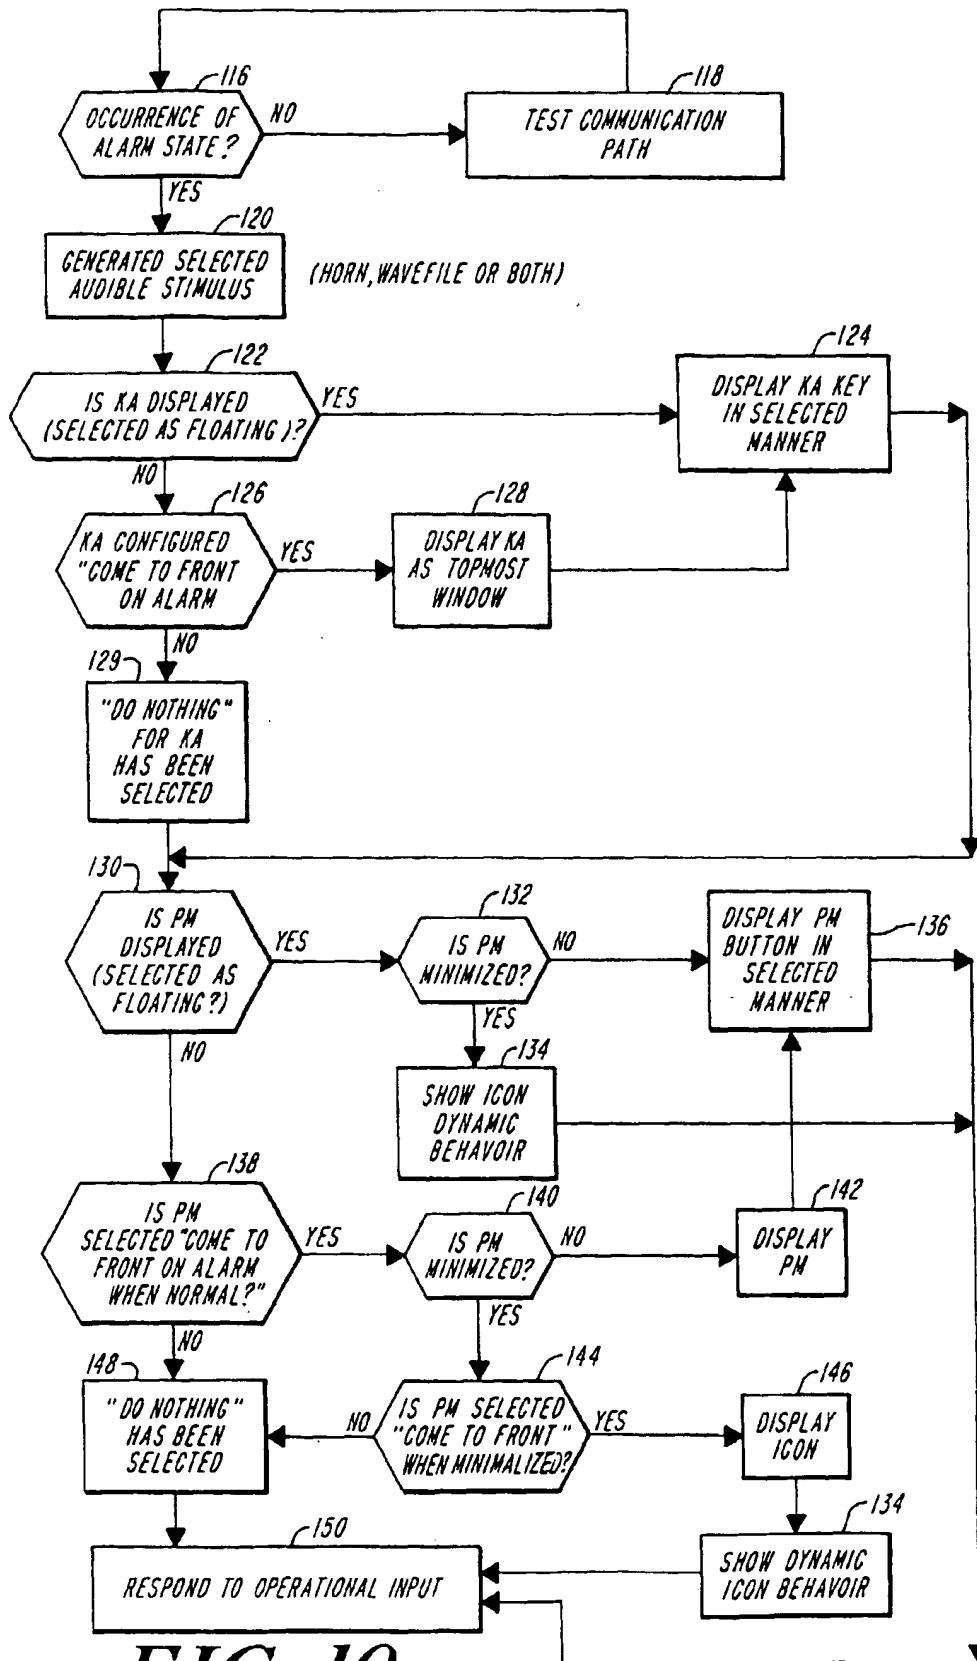 116
OCCURRENCE OF
ALARM STATE?
NO
118
TEST COMMUNICATION
PATH
YES
120
GENERATED SELECTED
AUDIBLE STIMULUS
(HORN, WAVEFILE OR BOTH)
122
IS KA DISPLAYED
(SELECTED AS FLOATING)?
YES
124
DISPLAY KA KEY
IN SELECTED
MANNER
NO
126
KA CONFIGURED
"COME TO FRONT
ON ALARM
YES
128
DISPLAY KA
AS TOPMOST
WINDOW
NO
129
"DO NOTHING"
FOR KA
HAS BEEN
SELECTED
130
IS PM
DISPLAYED
(SELECTED AS
FLOATING?)
YES
132
IS PM
MINIMIZED?
NO
DISPLAY PM
BUTTON IN
SELECTED
MANNER
136
YES
NO
134
SHOW ICON
DYNAMIC
BEHAVOIR
138
IS PM
SELECTED "COME TO
FRONT ON ALARM
WHEN NORMAL?"
YES
140
IS PM
MINIMIZED?
NO
142
DISPLAY
PM
YES
NO
148
"DO NOTHING"
HAS BEEN
SELECTED
NO
144
IS PM SELECTED
"COME TO FRONT"
WHEN MINIMALIZED?
YES
146
DISPLAY
ICON
134
SHOW DYNAMIC
ICON BEHAVOIR
150
RESPOND TO OPERATIONAL INPUT
FIG. 10